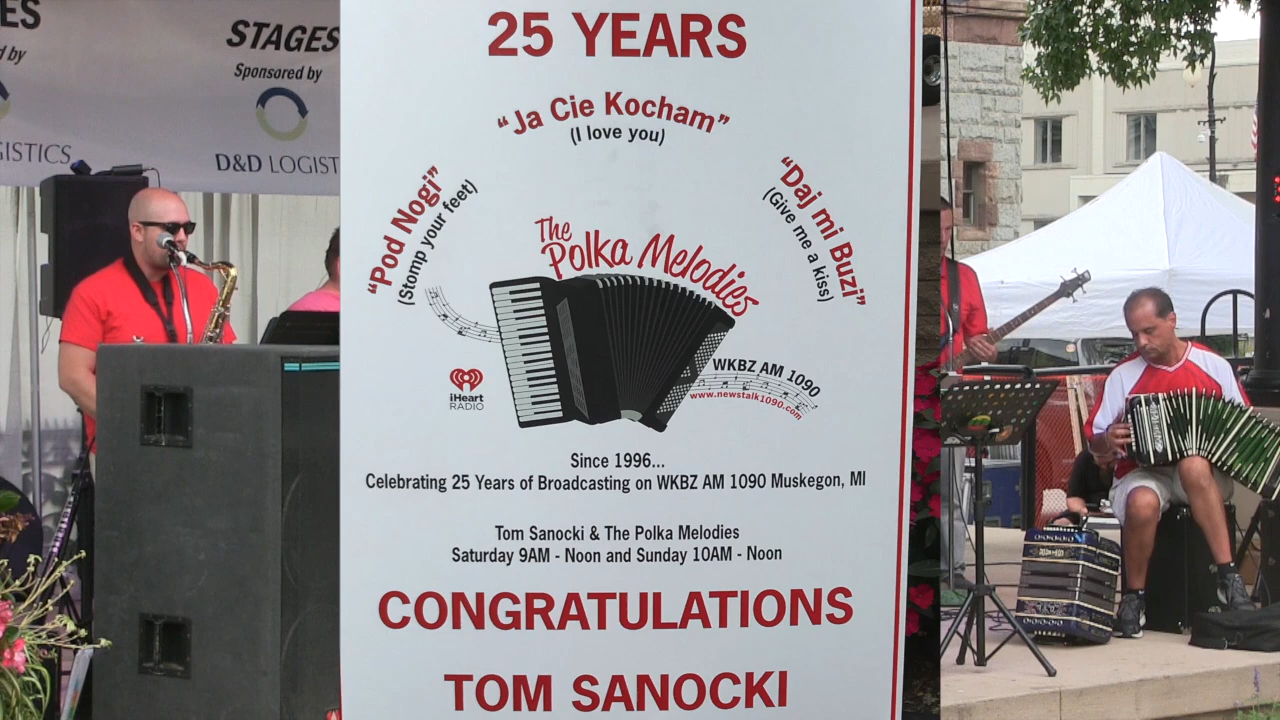 ES
d by
GISTICS
STAGES
Sponsored by
D&D LOGIST
25 YEARS
"Ja Cie Kocham"
(I love you)
"Pod Nogi"
(Stomp your feet)
"Daj mi Buzi"
(Give me a kiss)
The
Polka Melodies
iHeart
RADIO
WKBZ AM 1090
www.newstalk1090.com
Since 1996...
Celebrating 25 Years of Broadcasting on WKBZ AM 1090 Muskegon, MI
Tom Sanocki & The Polka Melodies
Saturday 9AM - Noon and Sunday 10AM - Noon
CONGRATULATIONS
TOM SANOCKI